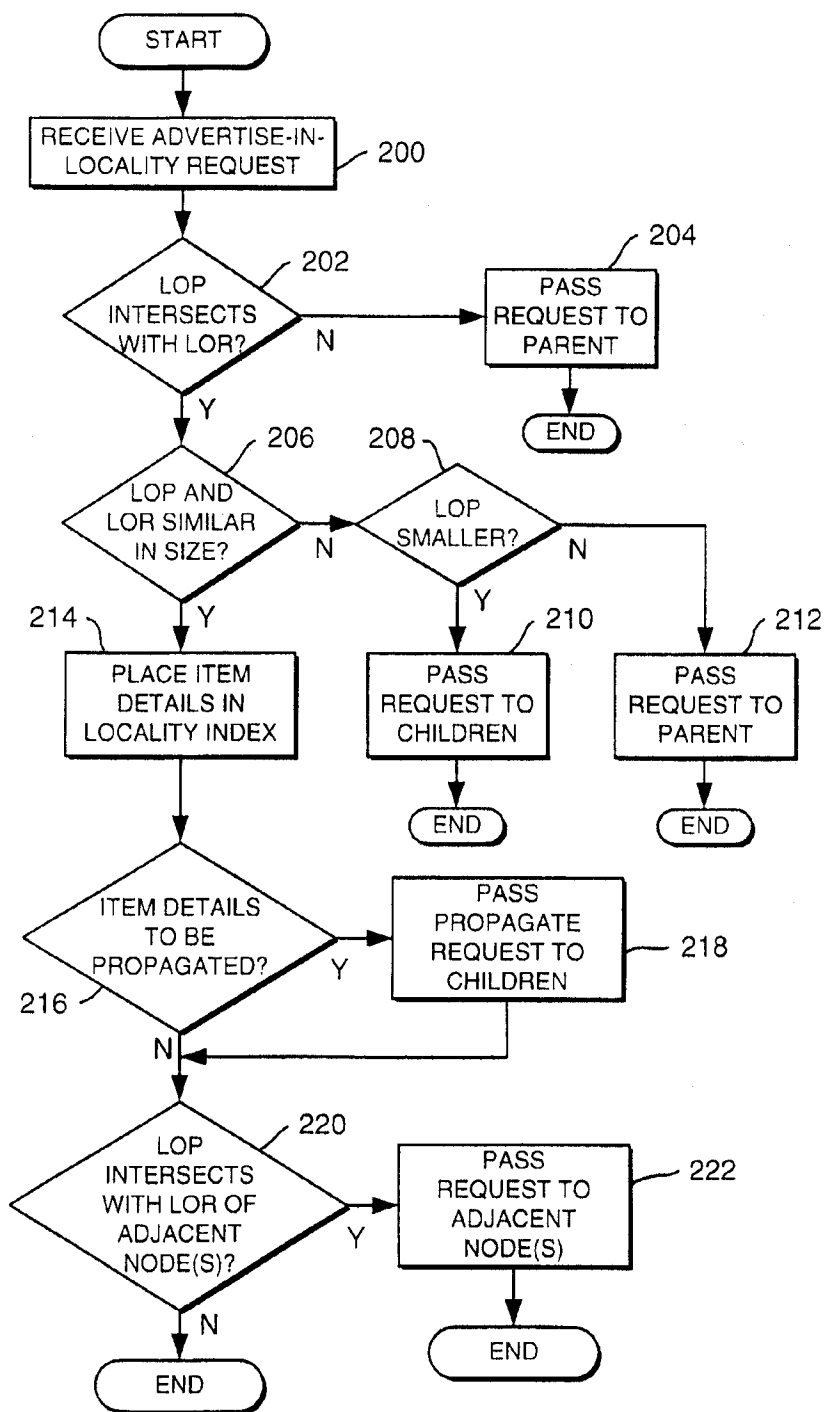 START
RECEIVE ADVERTISE-IN-
LOCALITY REQUEST
200
202
LOP
INTERSECTS
WITH LOR?
N
Y
204
PASS
REQUEST TO
PARENT
END
206
LOP AND
LOR SIMILAR
IN SIZE?
N
Y
208
LOP
SMALLER?
N
Y
210
PASS
REQUEST TO
CHILDREN
END
212
PASS
REQUEST TO
PARENT
END
214
PLACE ITEM
DETAILS IN
LOCALITY INDEX
ITEM DETAILS
TO BE
PROPAGATED?
216
Y
N
PASS
PROPAGATE
REQUEST TO
CHILDREN
218
220
LOP
INTERSECTS
WITH LOR OF
ADJACENT
NODE(S)?
Y
N
PASS
REQUEST TO
ADJACENT
NODE(S)
222
END
END